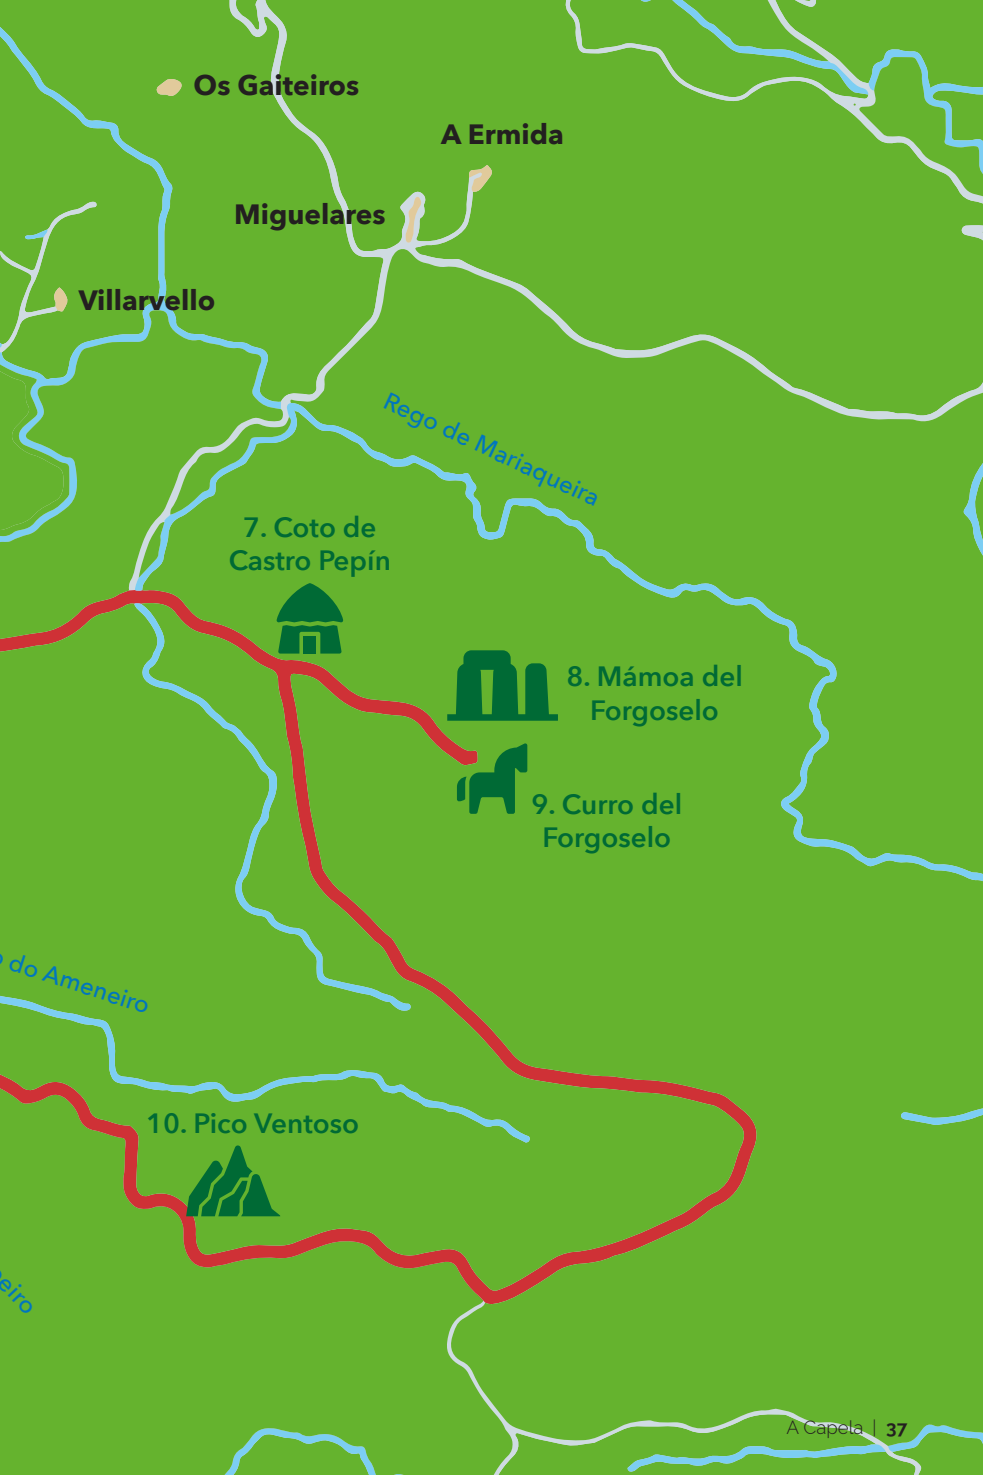 Os Gaiteiros
A Ermida
Miguelares
Villarvello
Rego de Mariaqueira
7. Coto de
Castro Pepín
8. Mámoa del
Forgoselo
9. Curro del
Forgoselo
do Ameneiro
10. Pico Ventoso
A Capela | 37